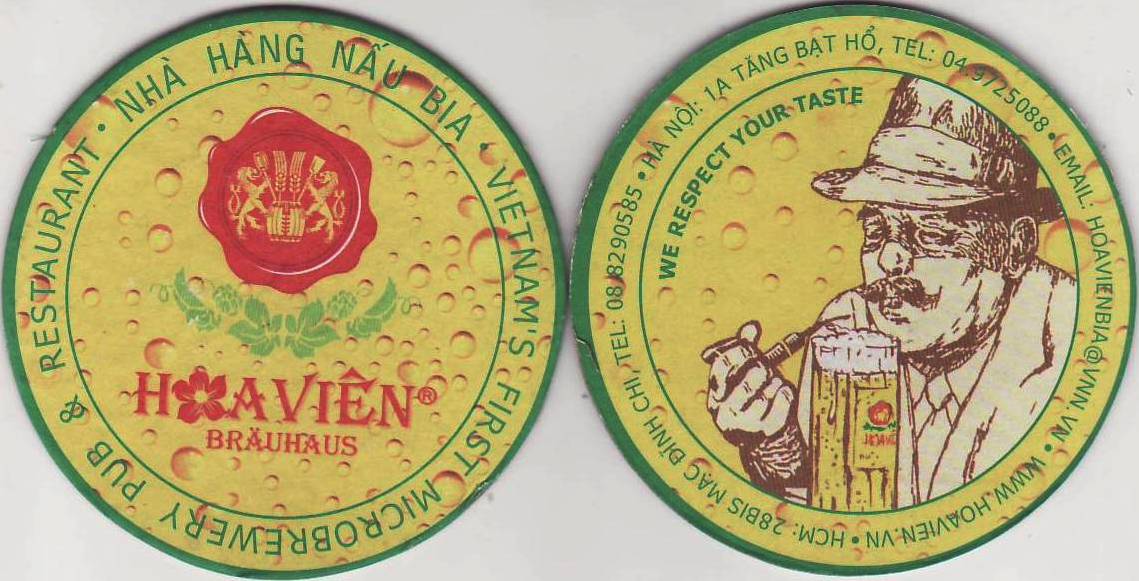 NHÀ HÀNG NẤU BIA • VIETNAM'S FIRST MICROBREWERY PUB & RESTAURANT •
HOA VIÊN®
BRÄUHAUS
HCM: 28BIS MẠC ĐĨNH CHI, TEL: 08.8290585 • HÀ NỘI: 1A TĂNG BẠT HỔ, TEL: 04.9725088 • EMAIL: HOAVIENBIA@VNN.VN • WWW.HOAVIEN.VN •
WE RESPECT YOUR TASTE